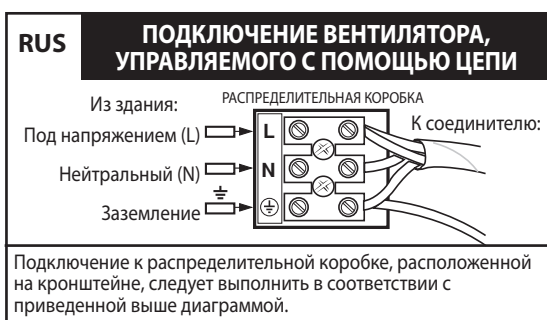 RUS
ПОДКЛЮЧЕНИЕ ВЕНТИЛЯТОРА,
УПРАВЛЯЕМОГО С ПОМОЩЬЮ ЦЕПИ
РАСПРЕДЕЛИТЕЛЬНАЯ КОРОБКА
Из здания:
К соединителю:
Под напряжением (L)
L
Нейтральный (N)
N
Заземление
Подключение к распределительной коробке, расположенной
на кронштейне, следует выполнить в соответствии с
приведенной выше диаграммой.